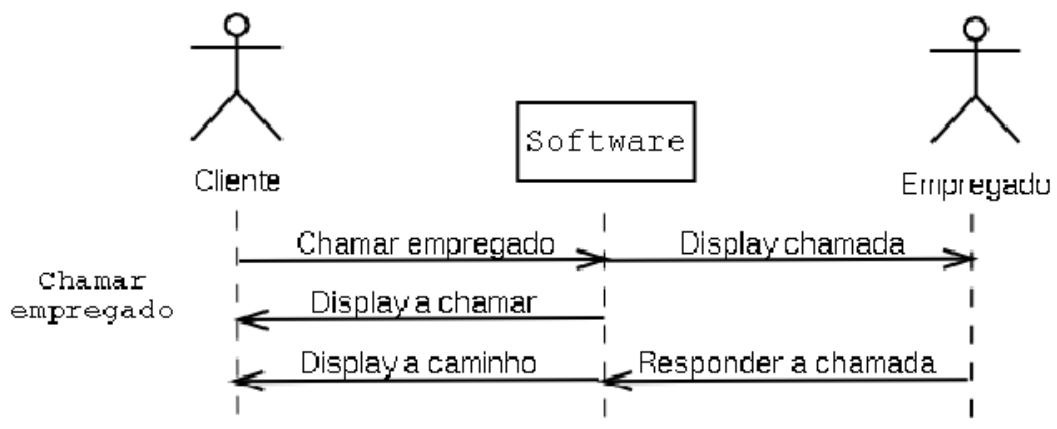 Software
Cliente
Empregado
Chamar empregado
Display chamada
Chamar
empregado
Display a chamar
Display a caminho
Responder a chamada